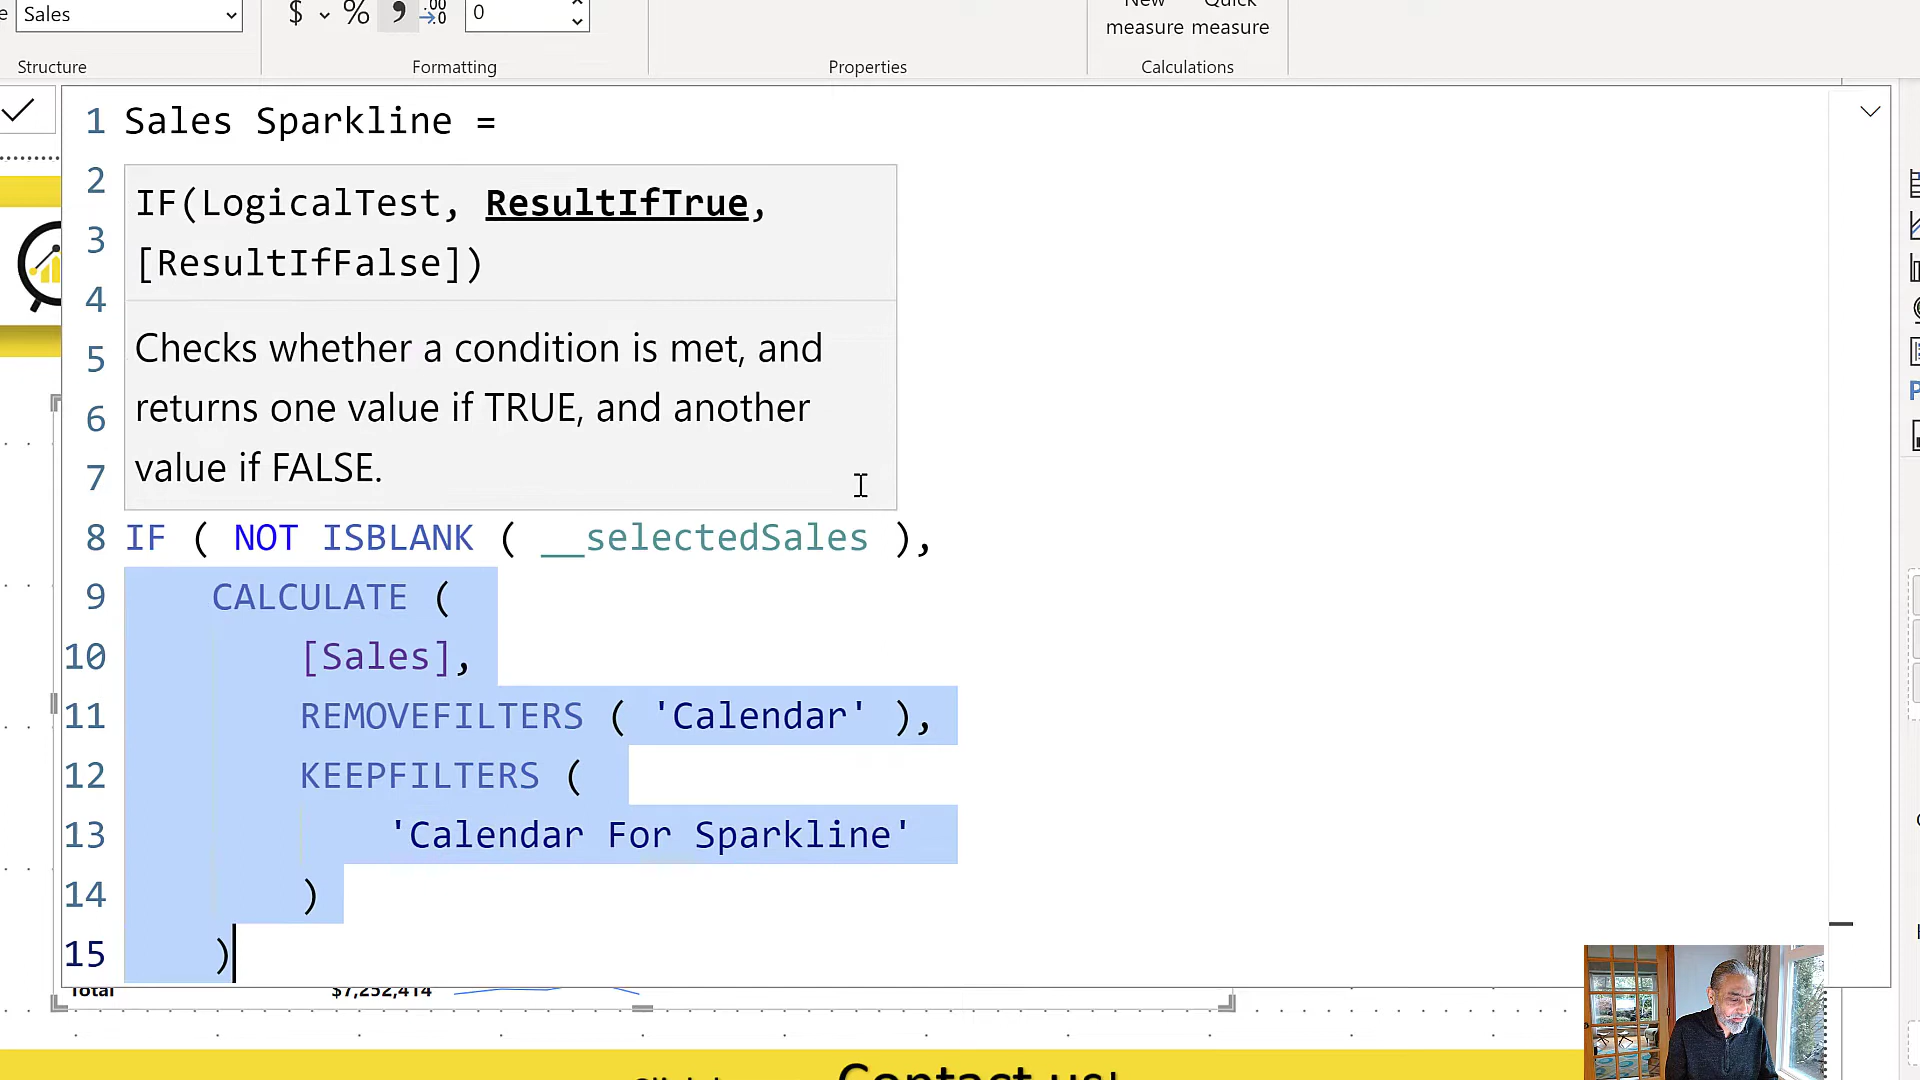 Sales
$ % 9 .00
→.0
0
New
Quick
measure measure
Structure
Formatting
Properties
Calculations
1 Sales Sparkline =
2
IF(LogicalTest, ResultIfTrue,
3
[ResultIfFalse])
4
5 Checks whether a condition is met, and
6 returns one value if TRUE, and another
7 value if FALSE.
8 IF ( NOT ISBLANK ( __selectedSales ),
9 CALCULATE (
10 [Sales],
11 REMOVEFILTERS ( 'Calendar' ),
12 KEEPFILTERS (
13 'Calendar For Sparkline'
14 )
15 )
Total $7,252,414
Contact us!